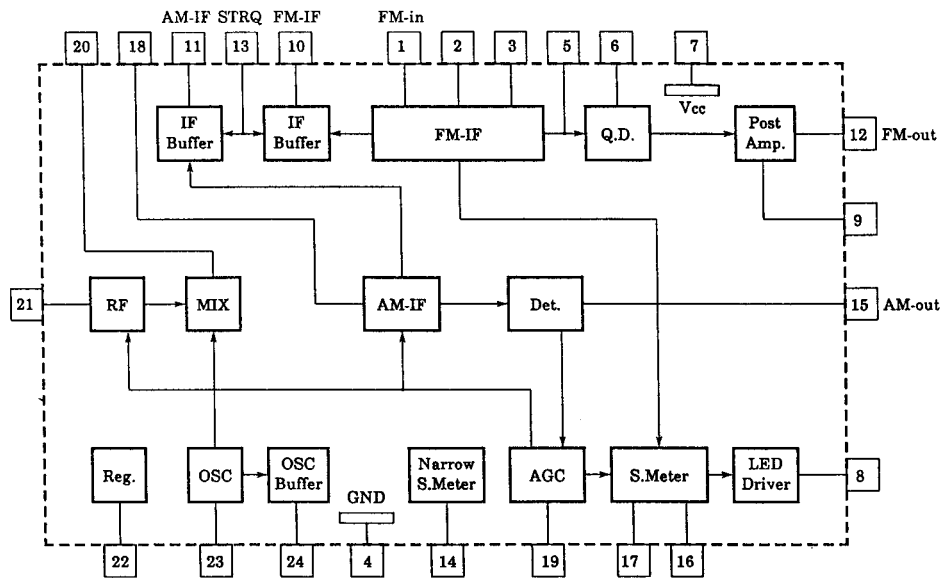 AM-IF STRQ FM-IF FM-in
20 18 11 13 10 1 2 3 5 6 7
Vcc
IF Buffer
IF Buffer
FM-IF
Q.D.
Post Amp.
12 FM-out
9
21
RF
MIX
AM-IF
Det.
15 AM-out
Reg.
OSC
OSC Buffer
GND
Narrow S.Meter
AGC
S.Meter
LED Driver
8
22 23 24 4 14 19 17 16